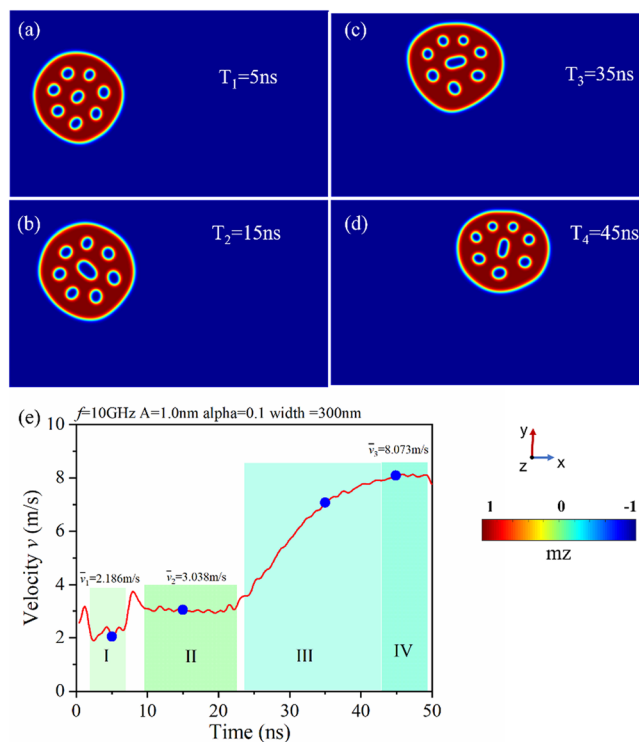 (a)
T1=5ns
(c)
T3=35ns
(b)
T2=15ns
(d)
T4=45ns
(e)
f=10GHz A=1.0nm alpha=0.1 width =300nm
10
8
6
4
2
0
Velocity v (m/s)
v̅1=2.186m/s
v̅2=3.038m/s
v̅3=8.073m/s
I
II
III
IV
0
10
20
30
40
50
Time (ns)
y
z
x
1
0
-1
mz